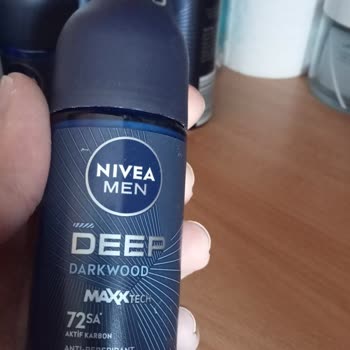 NIVEA
MEN
DEEP
DARKWOOD
MAXXTECH
72SA*
AKTİF KARBON
ANTI-PERSPIRANT